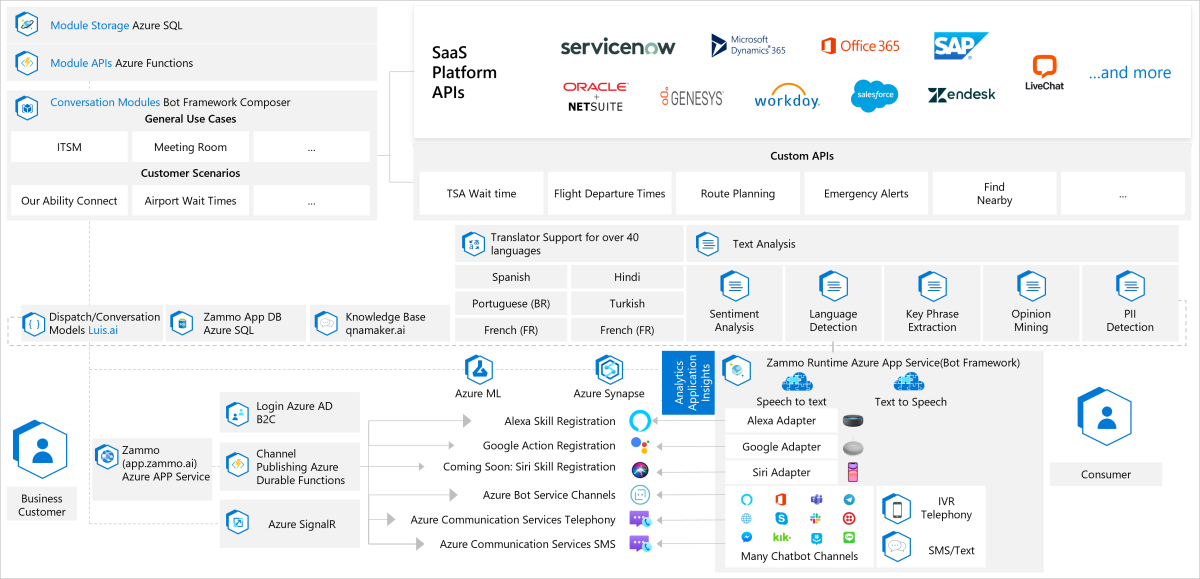 Module Storage Azure SQL
Module APIs Azure Functions
Conversation Modules Bot Framework Composer
General Use Cases
ITSM
Meeting Room
...
Customer Scenarios
Our Ability Connect
Airport Wait Times
...
SaaS
Platform
APIs
servicenow
Microsoft
Dynamics 365
Office 365
SAP
LiveChat
...and more
ORACLE
+
NETSUITE
GENESYS
workday.
salesforce
zendesk
Custom APIs
TSA Wait time
Flight Departure Times
Route Planning
Emergency Alerts
Find
Nearby
...
Translator Support for over 40
languages
Spanish
Hindi
Portuguese (BR)
Turkish
French (FR)
French (FR)
Text Analysis
Sentiment
Analysis
Language
Detection
Key Phrase
Extraction
Opinion
Mining
PII
Detection
Dispatch/Conversation
Models Luis.ai
Zammo App DB
Azure SQL
Knowledge Base
qnamaker.ai
Azure ML
Azure Synapse
Analytics
Application
Insights
Zammo Runtime Azure App Service(Bot Framework)
Speech to text
Text to Speech
Business
Customer
Zammo
(app.zammo.ai)
Azure APP Service
Login Azure AD
B2C
Channel
Publishing Azure
Durable Functions
Azure SignalR
Alexa Skill Registration
Google Action Registration
Coming Soon: Siri Skill Registration
Azure Bot Service Channels
Azure Communication Services Telephony
Azure Communication Services SMS
Alexa Adapter
Google Adapter
Siri Adapter
kik
Many Chatbot Channels
IVR
Telephony
SMS/Text
Consumer